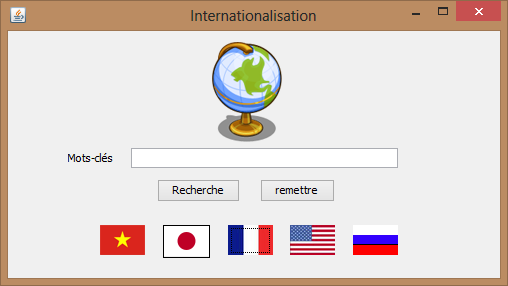 Internationalisation
Mots-clés
Recherche
remettre